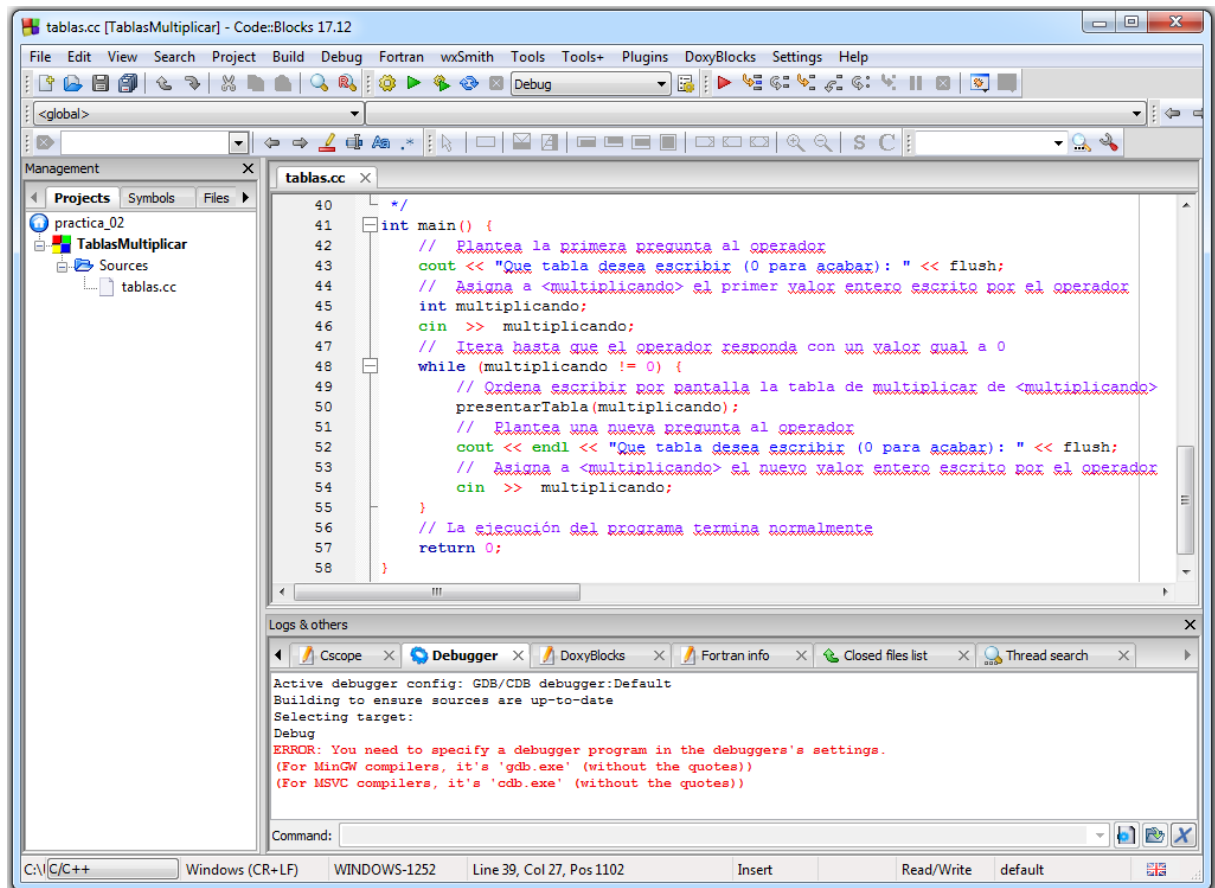 tablas.cc [TablasMultiplicar] - Code::Blocks 17.12
File Edit View Search Project Build Debug Fortran wxSmith Tools Tools+ Plugins DoxyBlocks Settings Help
Debug
<global>
S C
Management
Projects Symbols Files
practica_02
TablasMultiplicar
Sources
tablas.cc
tablas.cc
40 */
41 int main() {
42 // Plantea la primera pregunta al operador
43 cout << "Que tabla desea escribir (0 para acabar): " << flush;
44 // Asigna a <multiplicando> el primer valor entero escrito por el operador
45 int multiplicando;
46 cin >> multiplicando;
47 // Itera hasta que el operador responda con un valor gual a 0
48 while (multiplicando != 0) {
49 // Ordena escribir por pantalla la tabla de multiplicar de <multiplicando>
50 presentarTabla(multiplicando);
51 // Plantea una nueva pregunta al operador
52 cout << endl << "Que tabla desea escribir (0 para acabar): " << flush;
53 // Asigna a <multiplicando> el nuevo valor entero escrito por el operador
54 cin >> multiplicando;
55 }
56 // La ejecución del programa termina normalmente
57 return 0;
58 }
Logs & others
Cscope Debugger DoxyBlocks Fortran info Closed files list Thread search
Active debugger config: GDB/CDB debugger:Default
Building to ensure sources are up-to-date
Selecting target:
Debug
ERROR: You need to specify a debugger program in the debuggers's settings.
(For MinGW compilers, it's 'gdb.exe' (without the quotes))
(For MSVC compilers, it's 'cdb.exe' (without the quotes))
Command:
C:\ C/C++ Windows (CR+LF) WINDOWS-1252 Line 39, Col 27, Pos 1102 Insert Read/Write default